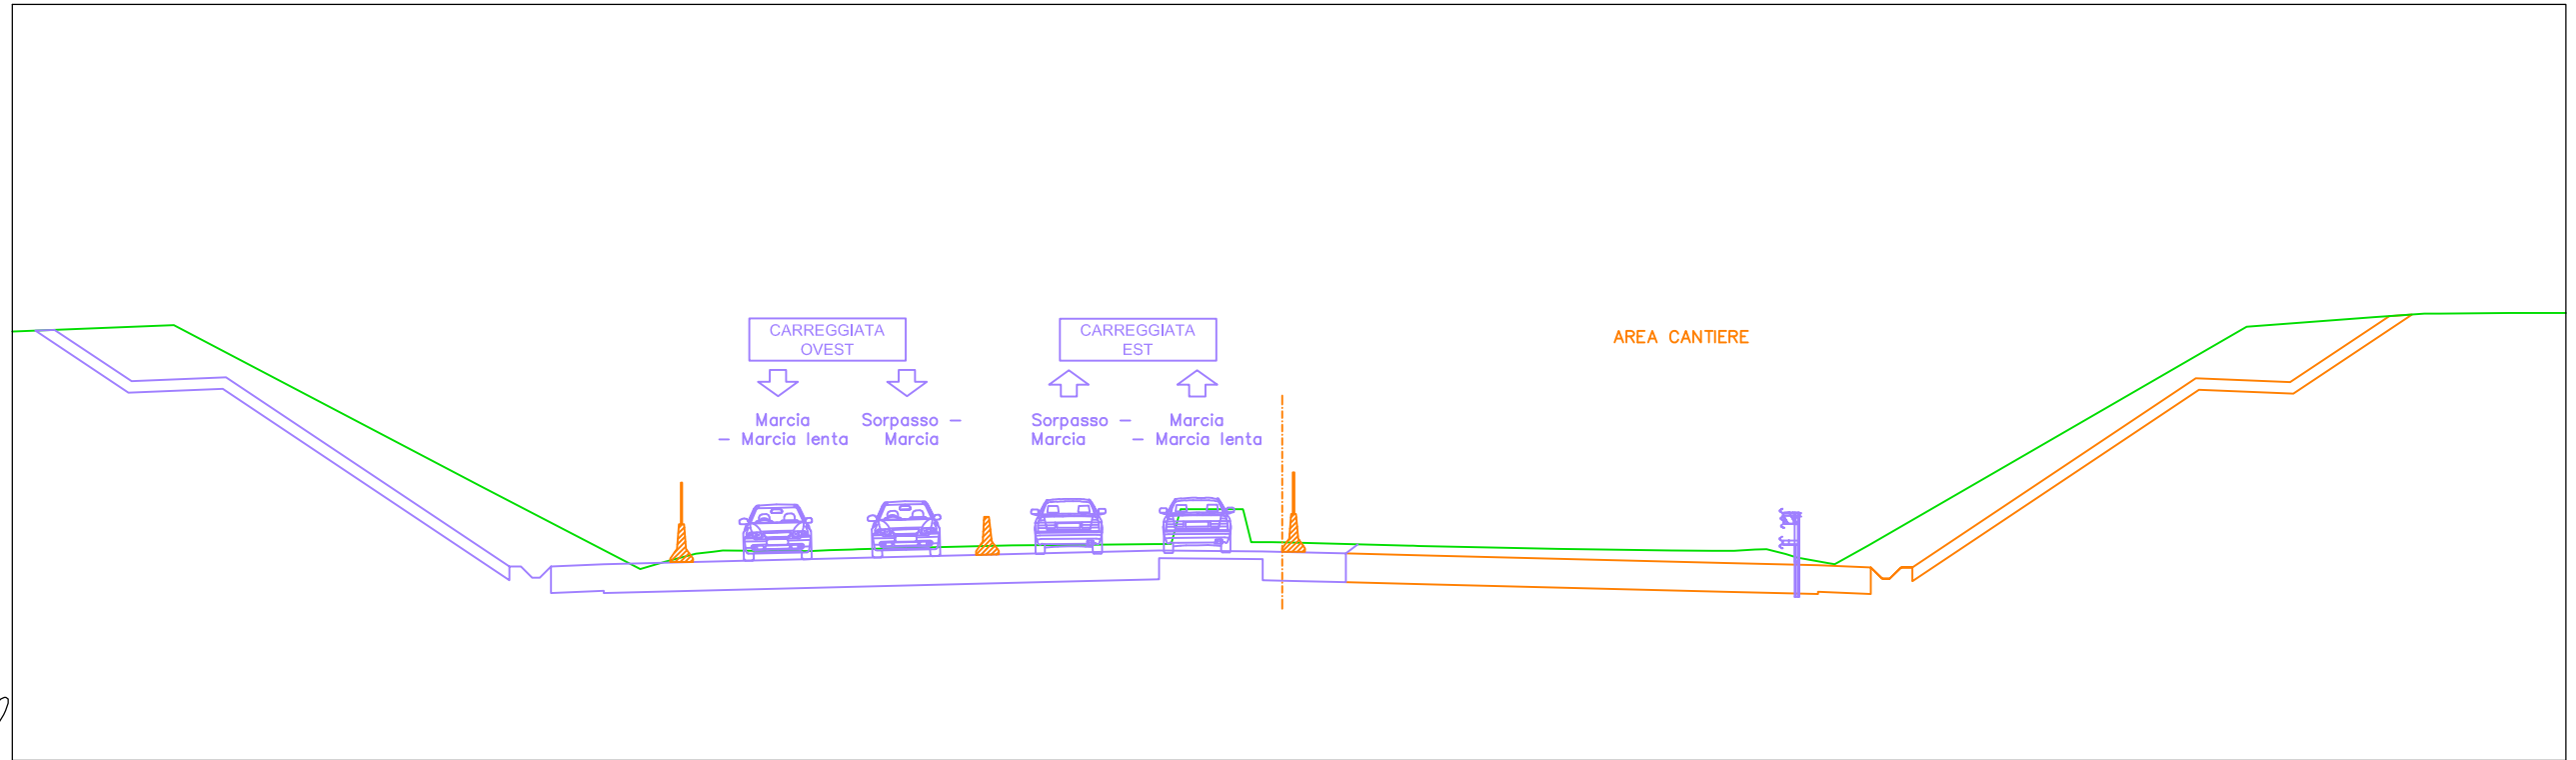 CARREGGIATA
OVEST
CARREGGIATA
EST
AREA CANTIERE
Marcia
– Marcia lenta
Sorpasso –
Marcia
Sorpasso –
Marcia
Marcia
– Marcia lenta